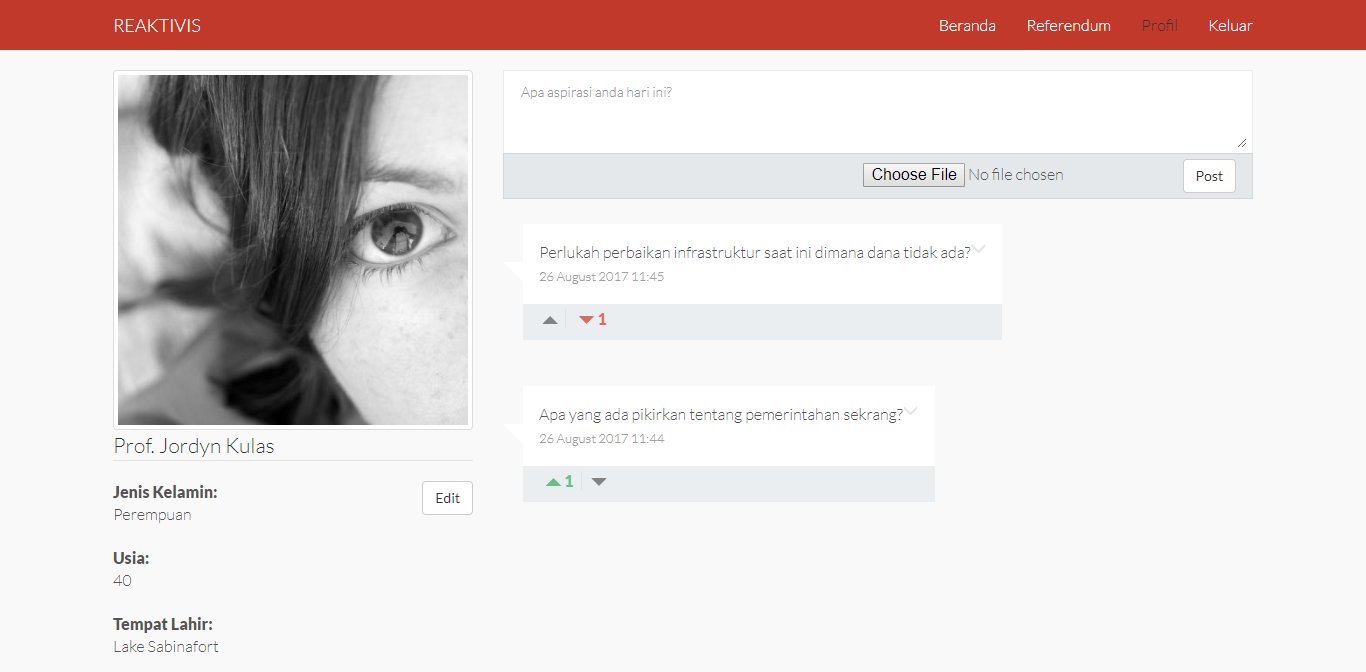 REAKTIVIS
Beranda Referendum Profil Keluar
Apa aspirasi anda hari ini?
Choose File No file chosen Post
Perlukah perbaikan infrastruktur saat ini dimana dana tidak ada?
26 August 2017 11:45
1
Apa yang ada pikirkan tentang pemerintahan sekrang?
26 August 2017 11:44
1
Prof. Jordyn Kulas
Jenis Kelamin:
Perempuan
Edit
Usia:
40
Tempat Lahir:
Lake Sabinafort